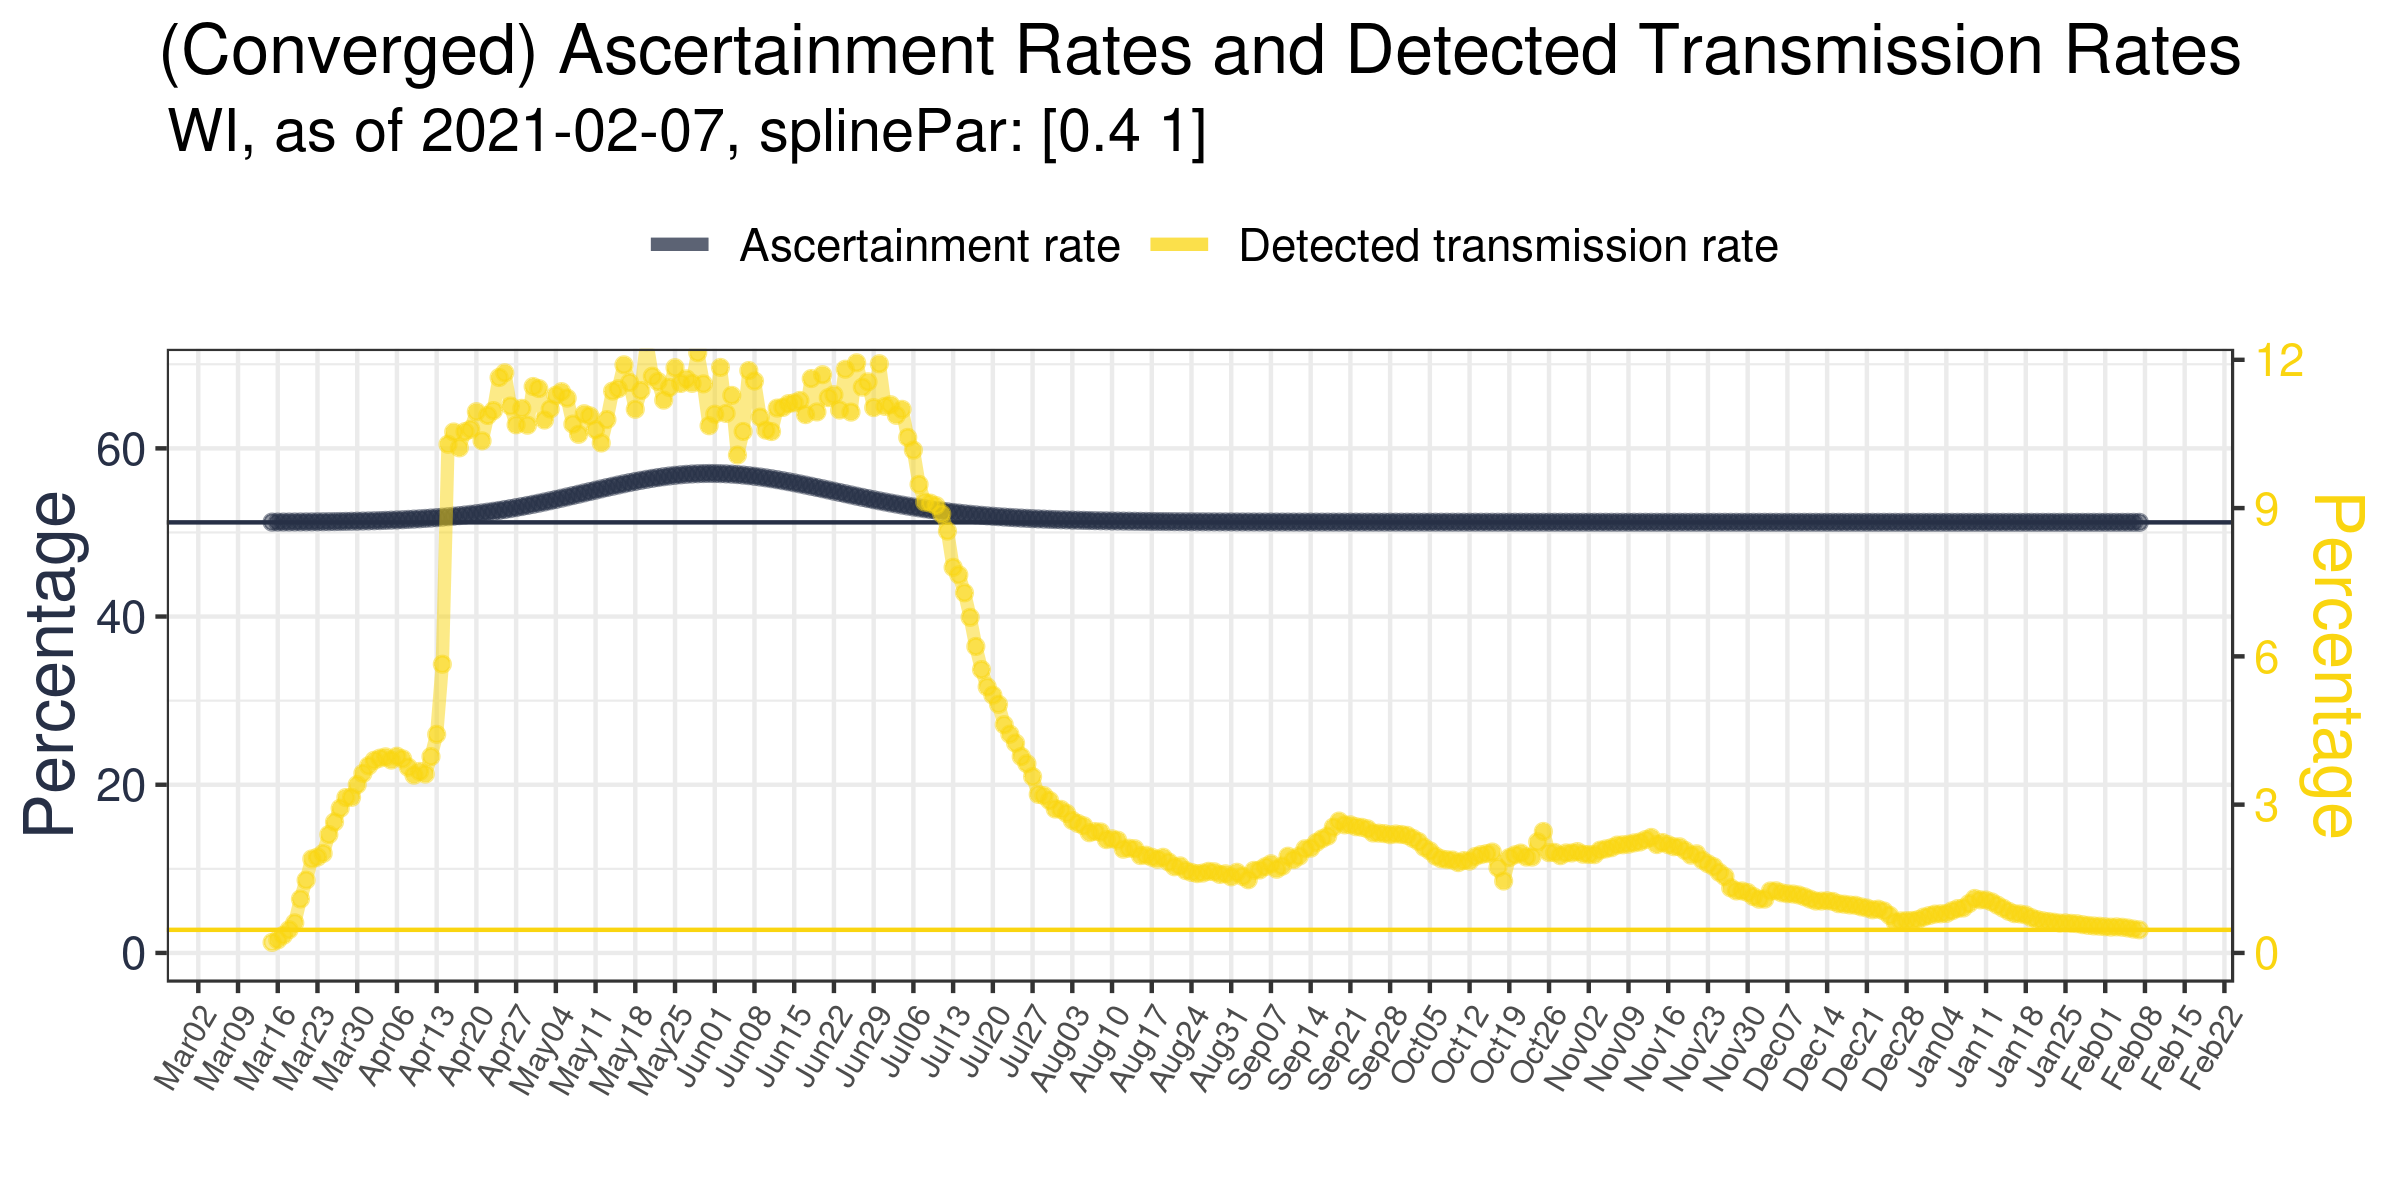 (Converged) Ascertainment Rates and Detected Transmission Rates
WI, as of 2021-02-07, splinePar: [0.4 1]
Ascertainment rate
Detected transmission rate
Percentage
60
40
20
0
12
9
6
3
0
Percentage
Mar02
Mar09
Mar16
Mar23
Mar30
Apr06
Apr13
Apr20
Apr27
May04
May11
May18
May25
Jun01
Jun08
Jun15
Jun22
Jun29
Jul06
Jul13
Jul20
Jul27
Aug03
Aug10
Aug17
Aug24
Aug31
Sep07
Sep14
Sep21
Sep28
Oct05
Oct12
Oct19
Oct26
Nov02
Nov09
Nov16
Nov23
Nov30
Dec07
Dec14
Dec21
Dec28
Jan04
Jan11
Jan18
Jan25
Feb01
Feb08
Feb15
Feb22